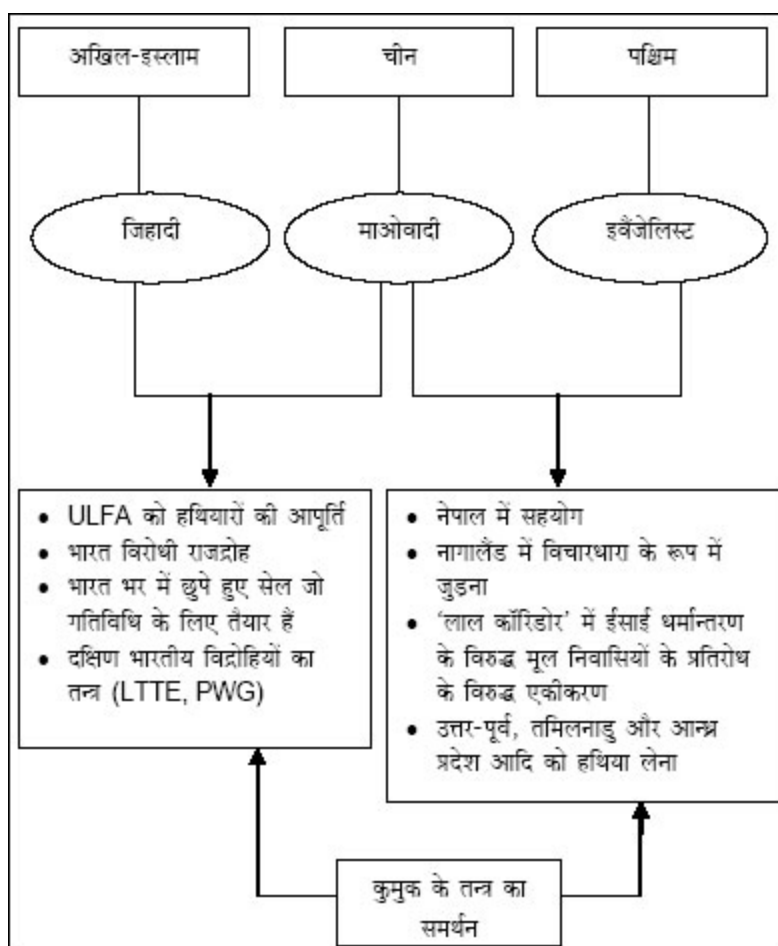 अखिल-इस्लाम
चीन
पश्चिम
जिहादी
माओवादी
इवैंजेलिस्ट
• ULFA को हथियारों की आपूर्ति
• भारत विरोधी राजद्रोह
• भारत भर में छुपे हुए सेल जो
गतिविधि के लिए तैयार हैं
• दक्षिण भारतीय विद्रोहियों का
तन्त्र (LTTE, PWG)
• नेपाल में सहयोग
• नागालैंड में विचारधारा के रूप में
जुड़ना
• ‘लाल कॉरिडोर’ में ईसाई धर्मान्तरण
के विरुद्ध मूल निवासियों के प्रतिरोध
के विरुद्ध एकीकरण
• उत्तर-पूर्व, तमिलनाडु और आन्ध्र
प्रदेश आदि को हथिया लेना
कुमुक के तन्त्र का
समर्थन